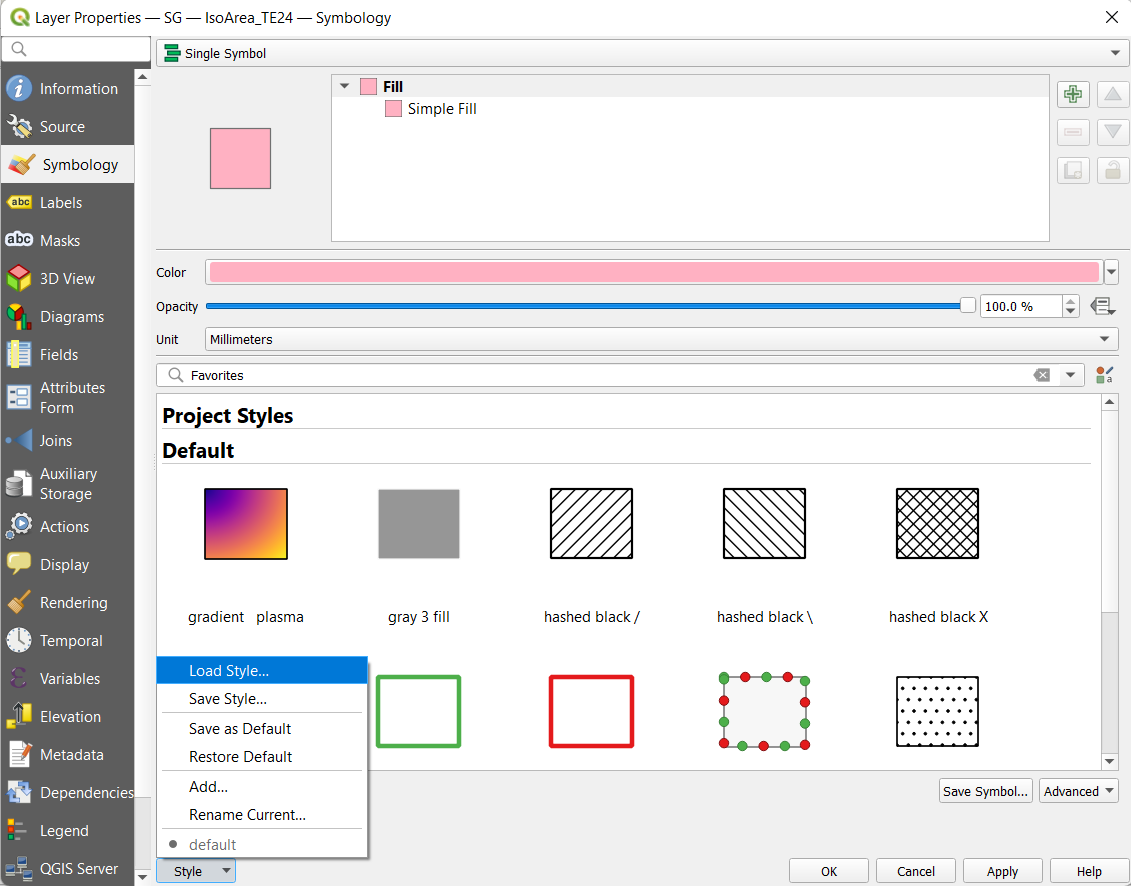 Layer Properties — SG — IsoArea_TE24 — Symbology
Information
Source
Symbology
abc Labels
abc Masks
3D View
Diagrams
Fields
Attributes
Form
Joins
Auxiliary
Storage
Actions
Display
Rendering
Temporal
Variables
Elevation
Metadata
Dependencies
Legend
QGIS Server
Single Symbol
Fill
Simple Fill
Color
Opacity
100.0 %
Unit
Millimeters
Favorites
Project Styles
Default
gradient plasma
gray 3 fill
hashed black /
hashed black \
hashed black X
Load Style...
Save Style...
Save as Default
Restore Default
Add...
Rename Current...
default
Save Symbol...
Advanced
Style
OK
Cancel
Apply
Help